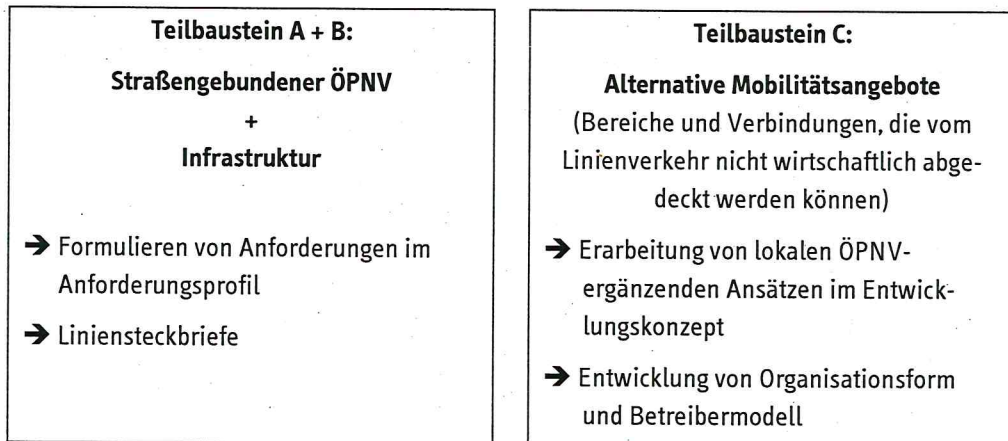 Teilbaustein A + B:
Straßengebundener ÖPNV
+
Infrastruktur
➔ Formulieren von Anforderungen im
Anforderungsprofil
➔ Liniensteckbriefe
Teilbaustein C:
Alternative Mobilitätsangebote
(Bereiche und Verbindungen, die vom
Linienverkehr nicht wirtschaftlich abge-
deckt werden können)
➔ Erarbeitung von lokalen ÖPNV-
ergänzenden Ansätzen im Entwick-
lungskonzept
➔ Entwicklung von Organisationsform
und Betreibermodell